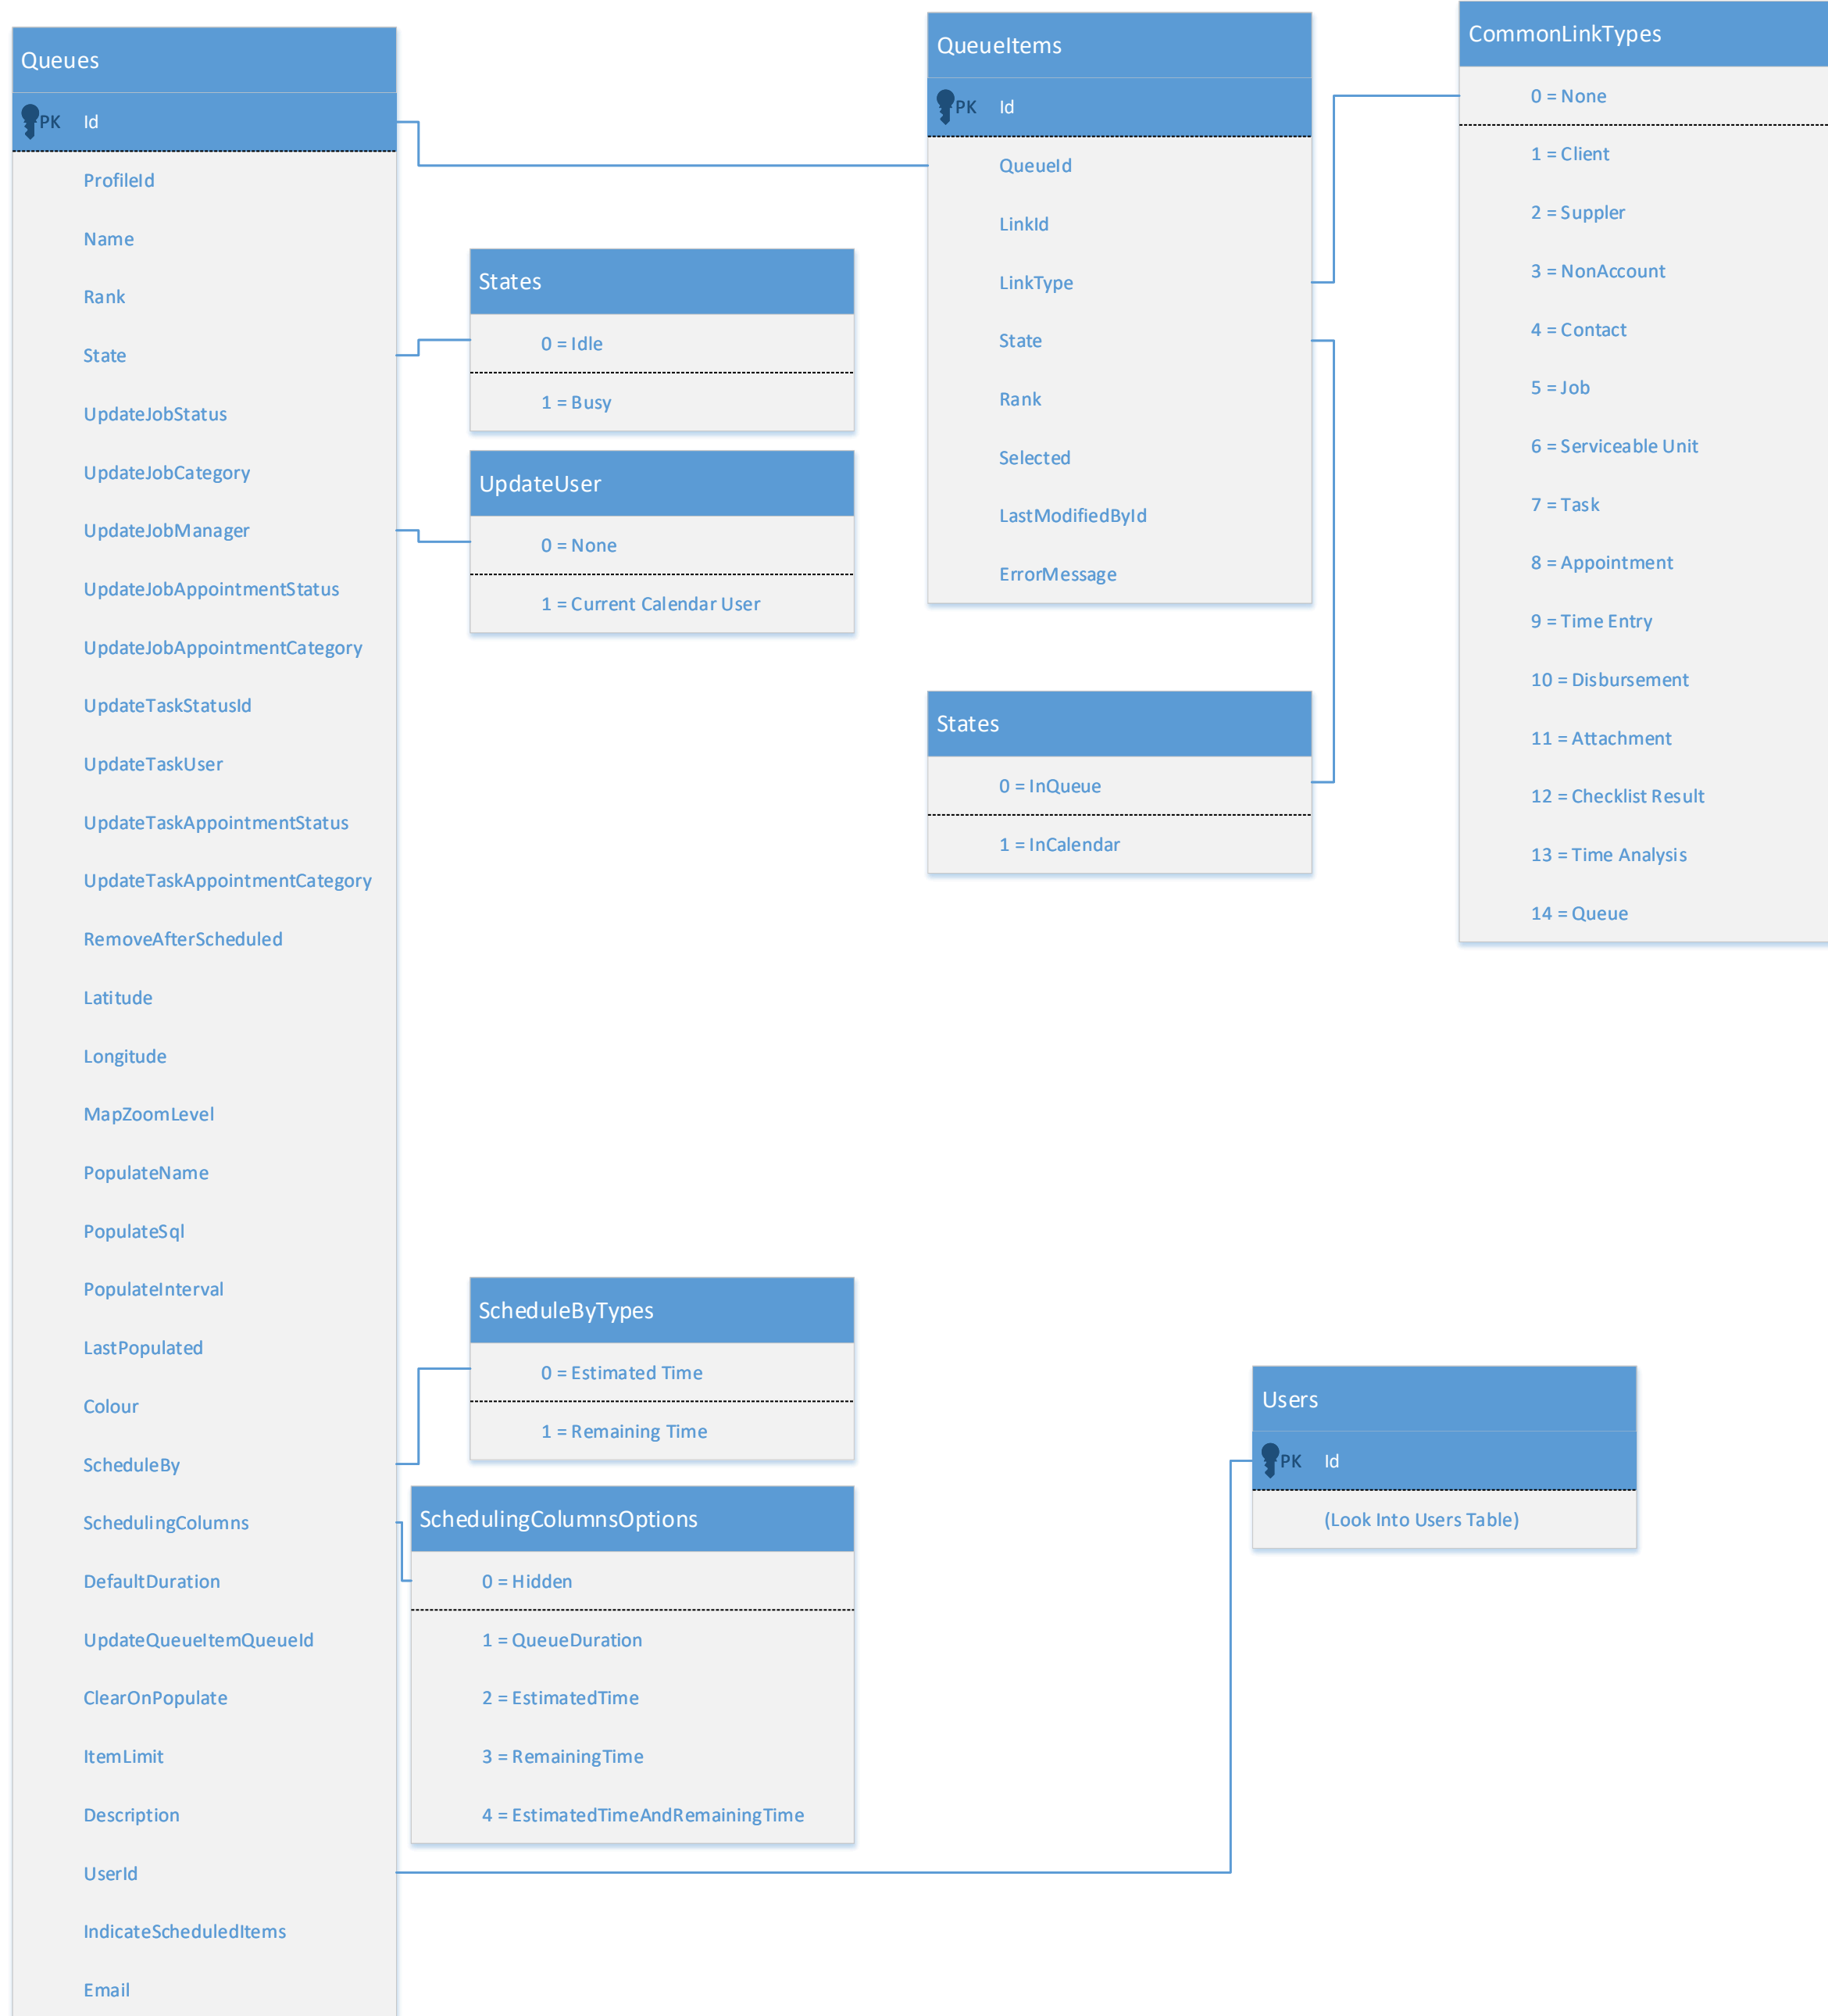 Queues
PK Id
ProfileId
Name
Rank
State
UpdateJobStatus
UpdateJobCategory
UpdateJobManager
UpdateJobAppointmentStatus
UpdateJobAppointmentCategory
UpdateTaskStatusId
UpdateTaskUser
UpdateTaskAppointmentStatus
UpdateTaskAppointmentCategory
RemoveAfterScheduled
Latitude
Longitude
MapZoomLevel
PopulateName
PopulateSql
PopulateInterval
LastPopulated
Colour
ScheduleBy
SchedulingColumns
DefaultDuration
UpdateQueueItemQueueId
ClearOnPopulate
ItemLimit
Description
UserId
IndicateScheduledItems
Email
States
0 = Idle
1 = Busy
UpdateUser
0 = None
1 = Current Calendar User
ScheduleByTypes
0 = Estimated Time
1 = Remaining Time
SchedulingColumnsOptions
0 = Hidden
1 = QueueDuration
2 = EstimatedTime
3 = RemainingTime
4 = EstimatedTimeAndRemainingTime
QueueItems
PK Id
QueueId
LinkId
LinkType
State
Rank
Selected
LastModifiedById
ErrorMessage
States
0 = InQueue
1 = InCalendar
Users
PK Id
(Look Into Users Table)
CommonLinkTypes
0 = None
1 = Client
2 = Suppler
3 = NonAccount
4 = Contact
5 = Job
6 = Serviceable Unit
7 = Task
8 = Appointment
9 = Time Entry
10 = Disbursement
11 = Attachment
12 = Checklist Result
13 = Time Analysis
14 = Queue